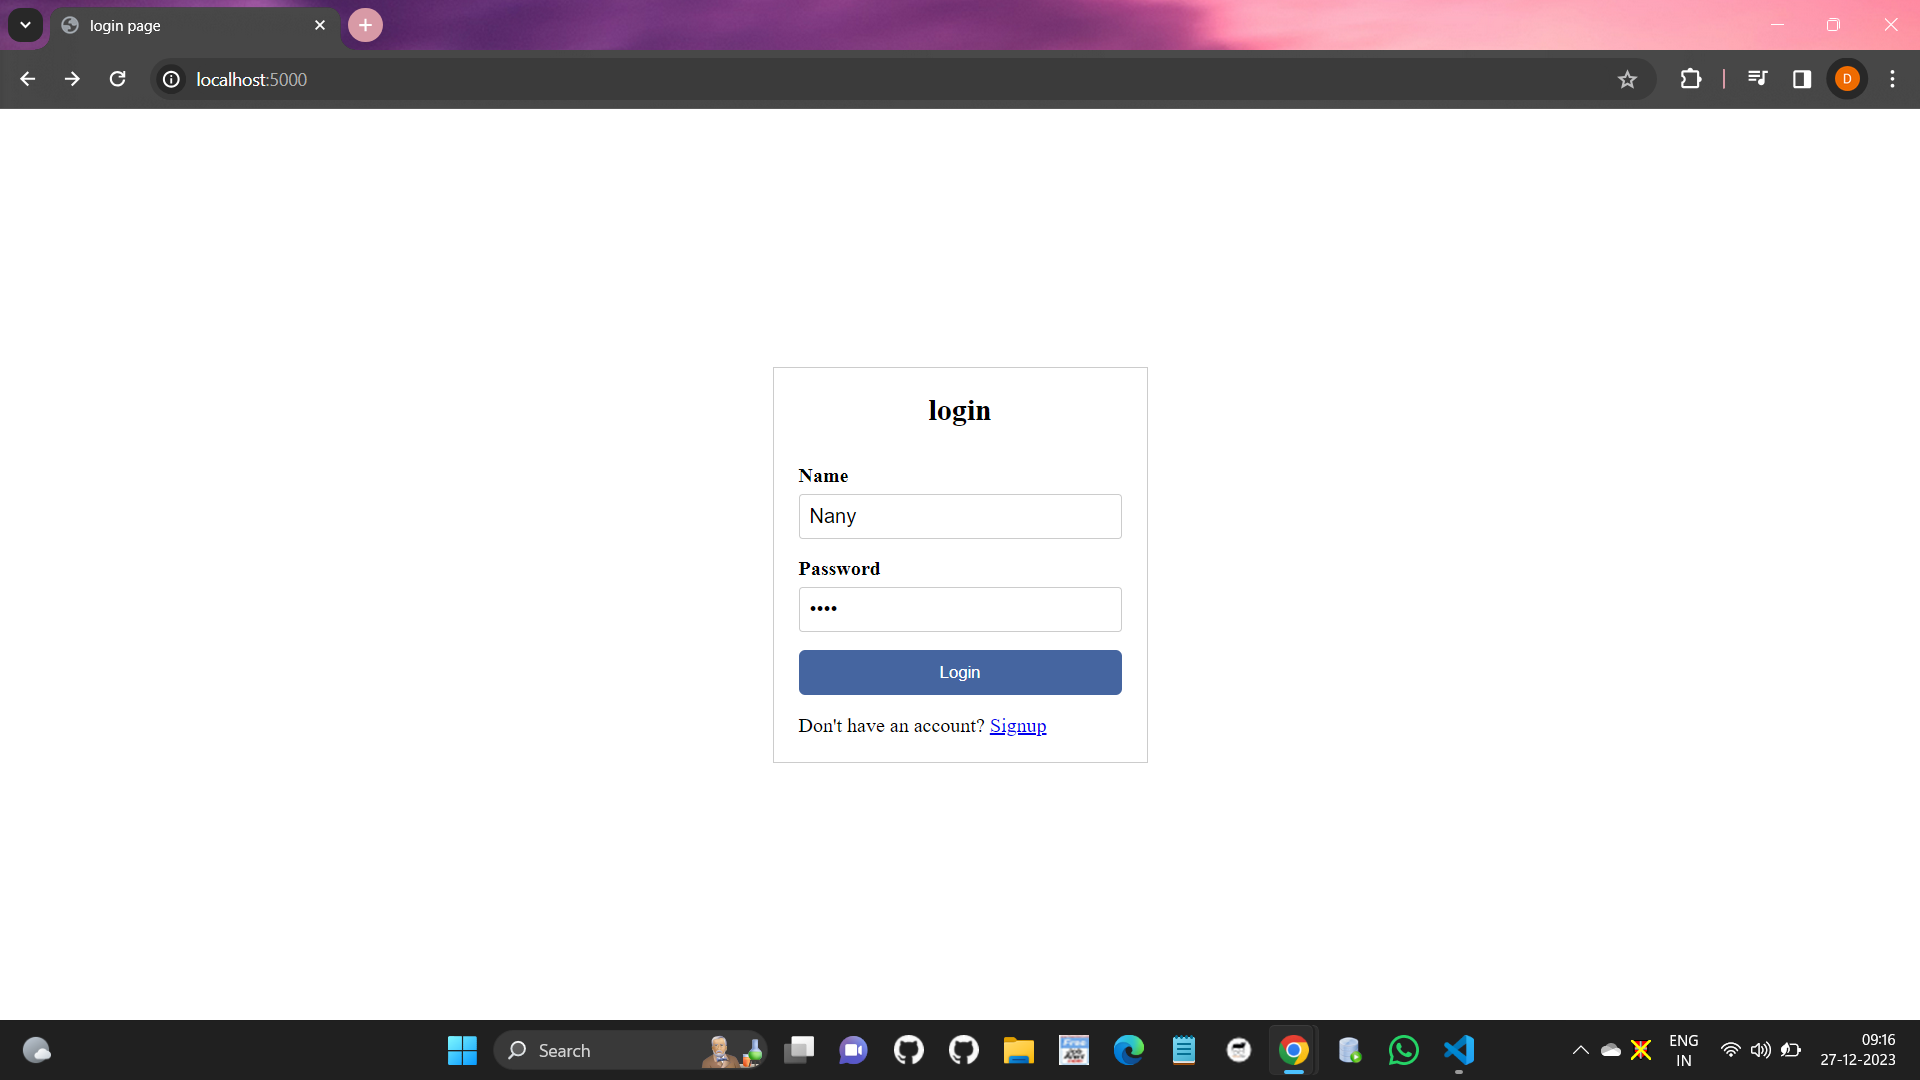 login page
localhost:5000
D
login
Name
Nany
Password
••••
Login
Don't have an account? Signup
Search
Free
ENG
IN
09:16
27-12-2023